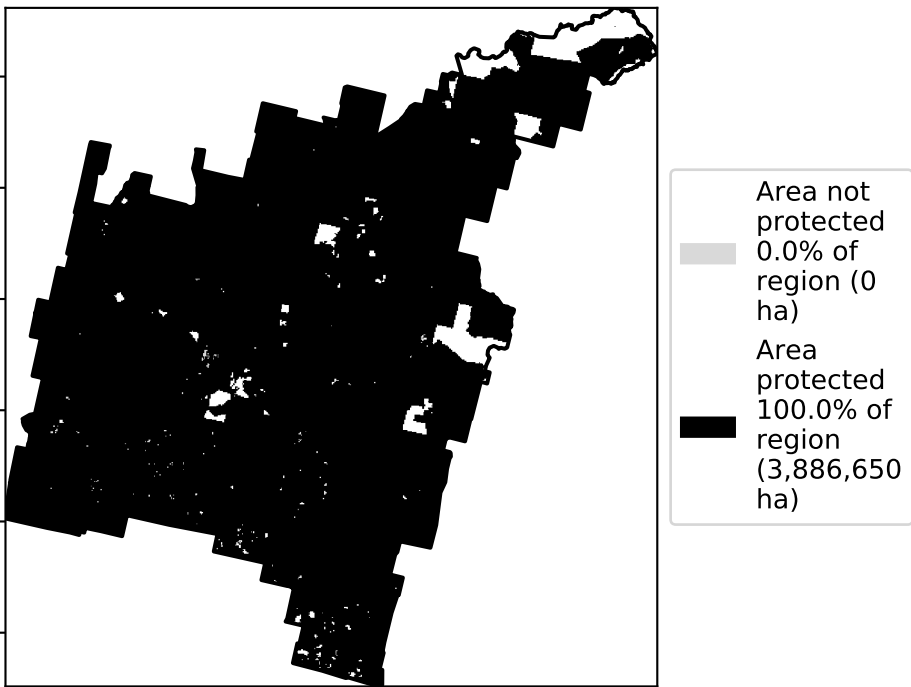 Area not
protected
0.0% of
region (0
ha)
Area
protected
100.0% of
region
(3,886,650
ha)